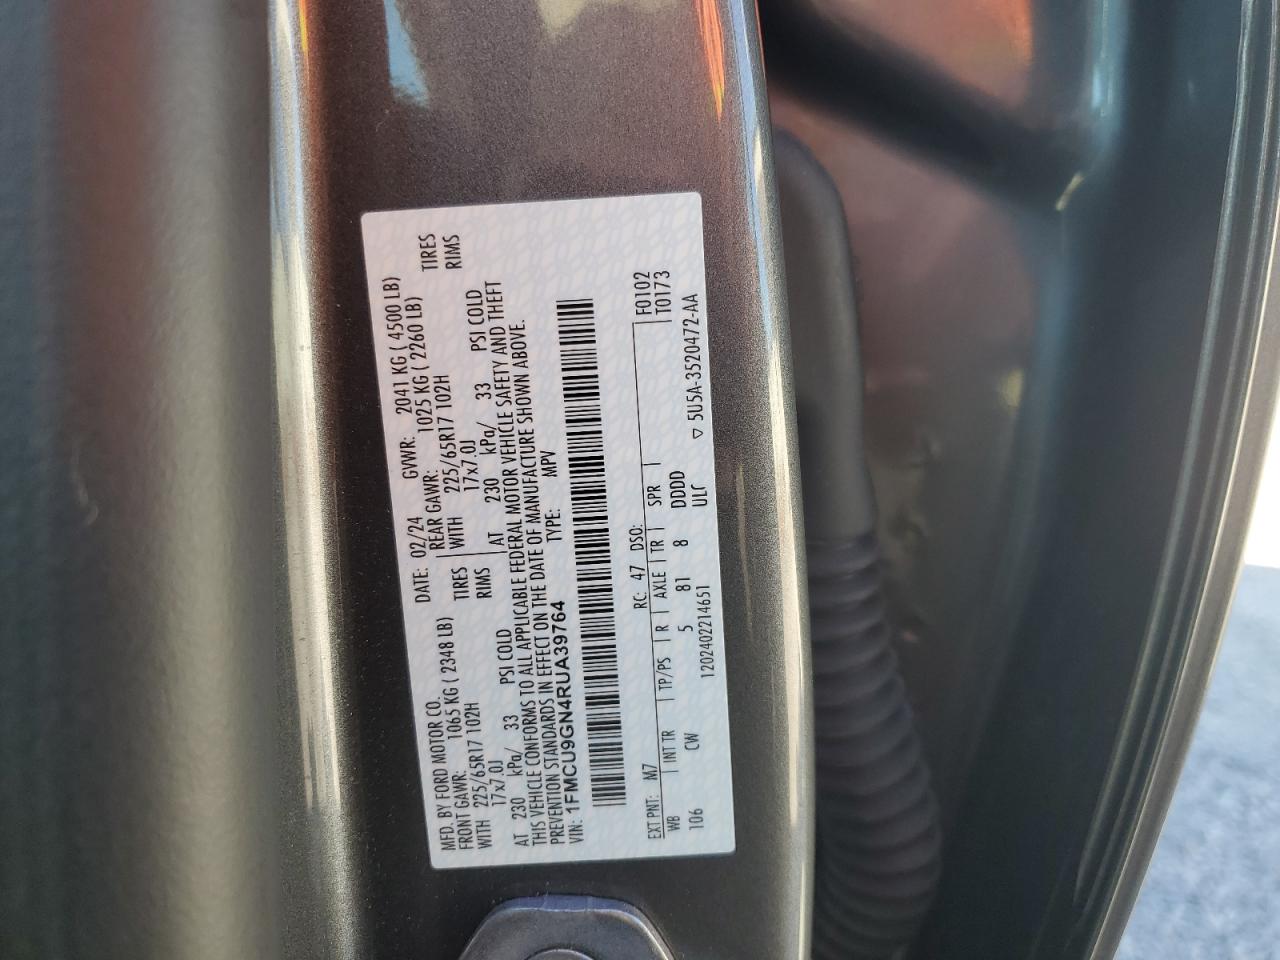 MFD. BY FORD MOTOR CO. DATE: 02/24 GVWR: 2041 KG ( 4500 LB)
FRONT GAWR: 1065 KG ( 2348 LB) REAR GAWR: 1025 KG ( 2260 LB)
WITH 225/65R17 102H TIRES WITH 225/65R17 102H TIRES
17x7.0J RIMS 17x7.0J RIMS
AT 230 kPa/ 33 PSI COLD AT 230 kPa/ 33 PSI COLD
THIS VEHICLE CONFORMS TO ALL APPLICABLE FEDERAL MOTOR VEHICLE SAFETY AND THEFT
PREVENTION STANDARDS IN EFFECT ON THE DATE OF MANUFACTURE SHOWN ABOVE.
VIN: 1FMCU9GN4RUA39764 TYPE: MPV
EXT PNT: M7 RC: 47 DSO: F0102
WB INT TR TP/PS R AXLE TR SPR T0173
106 CW 5 81 8 DDDD
1202402214651 ULC ▽ 5U5A-3520472-AA